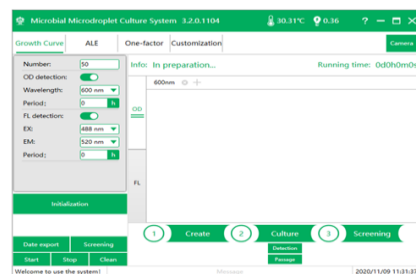 Microbial Microdroplet Culture System 3.2.0.1104
30.31°C
0.36
Growth Curve
ALE
One-factor
Customization
Camera
Number: 50
OD detection:
Wavelength: 600 nm
Period: 0 h
FL detection:
EX: 488 nm
EM: 520 nm
Period: 0 h
Initialization
Date export
Screening
Start
Stop
Clean
Info: In preparation...
Running time: 0d0h0m0s
600nm
OD
FL
1 Create
2 Culture
3 Screening
Detection
Passage
Welcome to use the system!
Message
2020/11/09 11:31:37